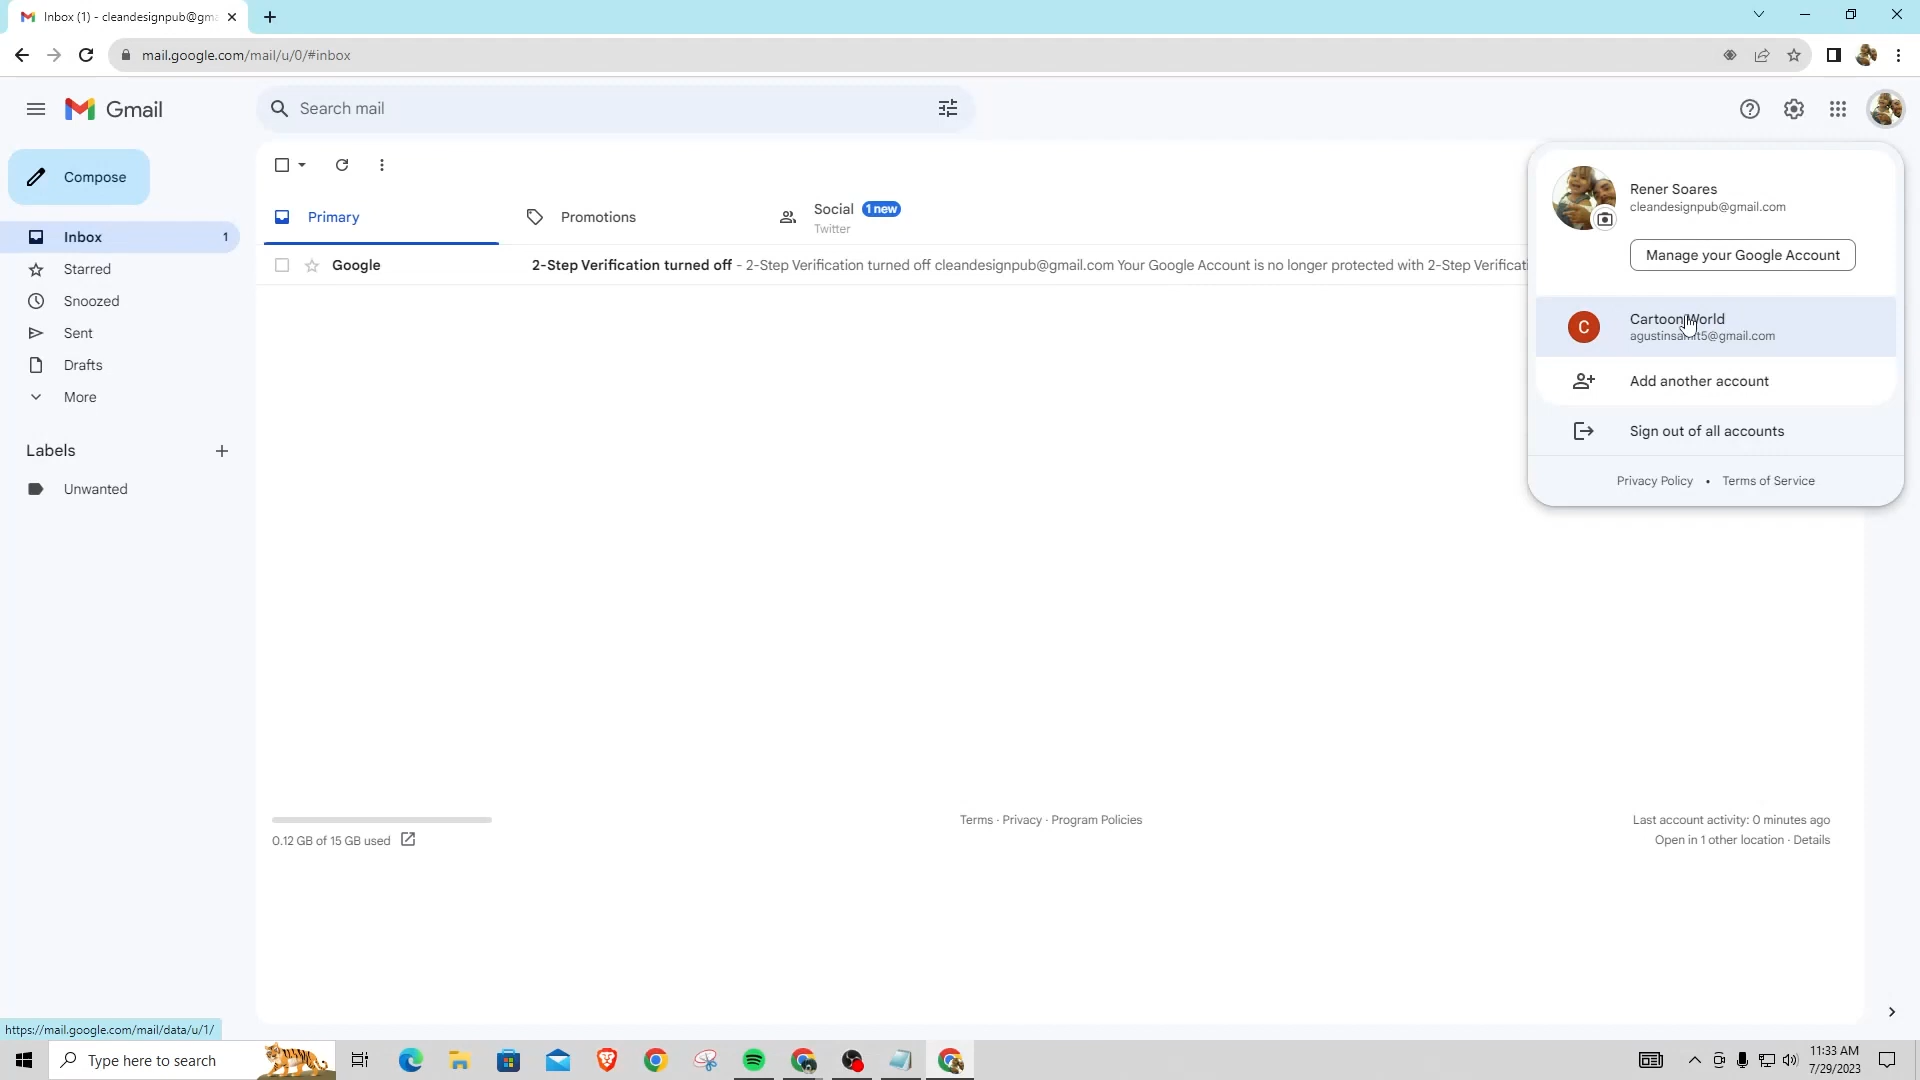 Inbox (1) - cleandesignpub@gma
mail.google.com/mail/u/0/#inbox
Gmail
Search mail
Compose
Primary
Promotions
Social 1 new
Twitter
Inbox 1
Starred
Snoozed
Sent
Drafts
More
Labels
Unwanted
Google 2-Step Verification turned off - 2-Step Verification turned off cleandesignpub@gmail.com Your Google Account is no longer protected with 2-Step Verificati
Rener Soares
cleandesignpub@gmail.com
Manage your Google Account
C
Cartoon World
Add another account
Sign out of all accounts
Privacy Policy • Terms of Service
0.12 GB of 15 GB used
Terms · Privacy · Program Policies
Last account activity: 0 minutes ago
Open in 1 other location · Details
https://mail.google.com/mail/data/u/1/
Type here to search
11:33 AM
7/29/2023